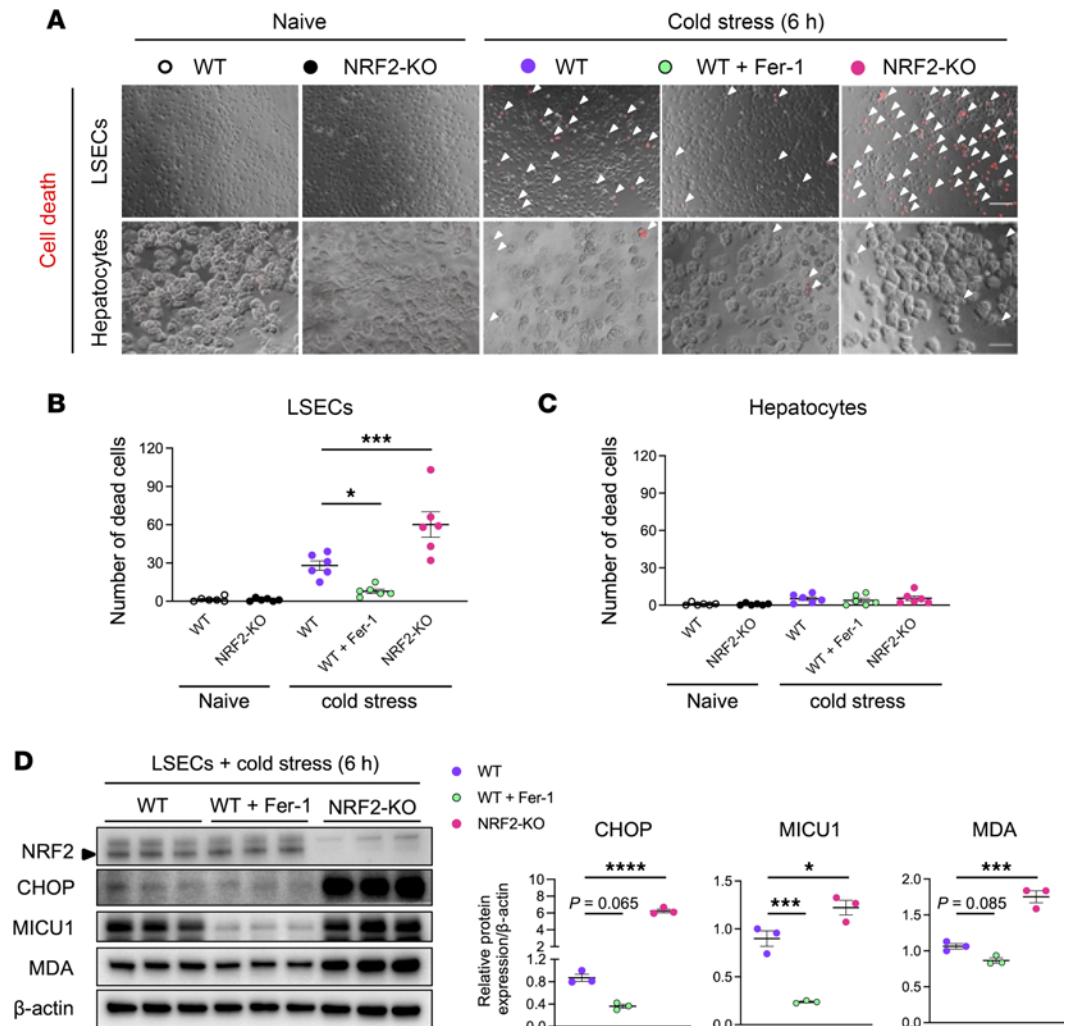 A
Naive
Cold stress (6 h)
WT
NRF2-KO
WT
WT + Fer-1
NRF2-KO
Cell death
LSECs
Hepatocytes
B
LSECs
Number of dead cells
120
90
60
30
0
***
*
WT
NRF2-KO
WT
WT + Fer-1
NRF2-KO
Naive
cold stress
C
Hepatocytes
Number of dead cells
120
90
60
30
0
WT
NRF2-KO
WT
WT + Fer-1
NRF2-KO
Naive
cold stress
D
LSECs + cold stress (6 h)
WT
WT + Fer-1
NRF2-KO
NRF2
CHOP
MICU1
MDA
β-actin
WT
WT + Fer-1
NRF2-KO
Relative protein
expression/β-actin
CHOP
****
P = 0.065
10
8
6
4
2
1.2
0.8
0.4
0.0
MICU1
*
***
1.5
1.0
0.5
0.0
MDA
***
P = 0.085
2.0
1.5
1.0
0.5
0.0